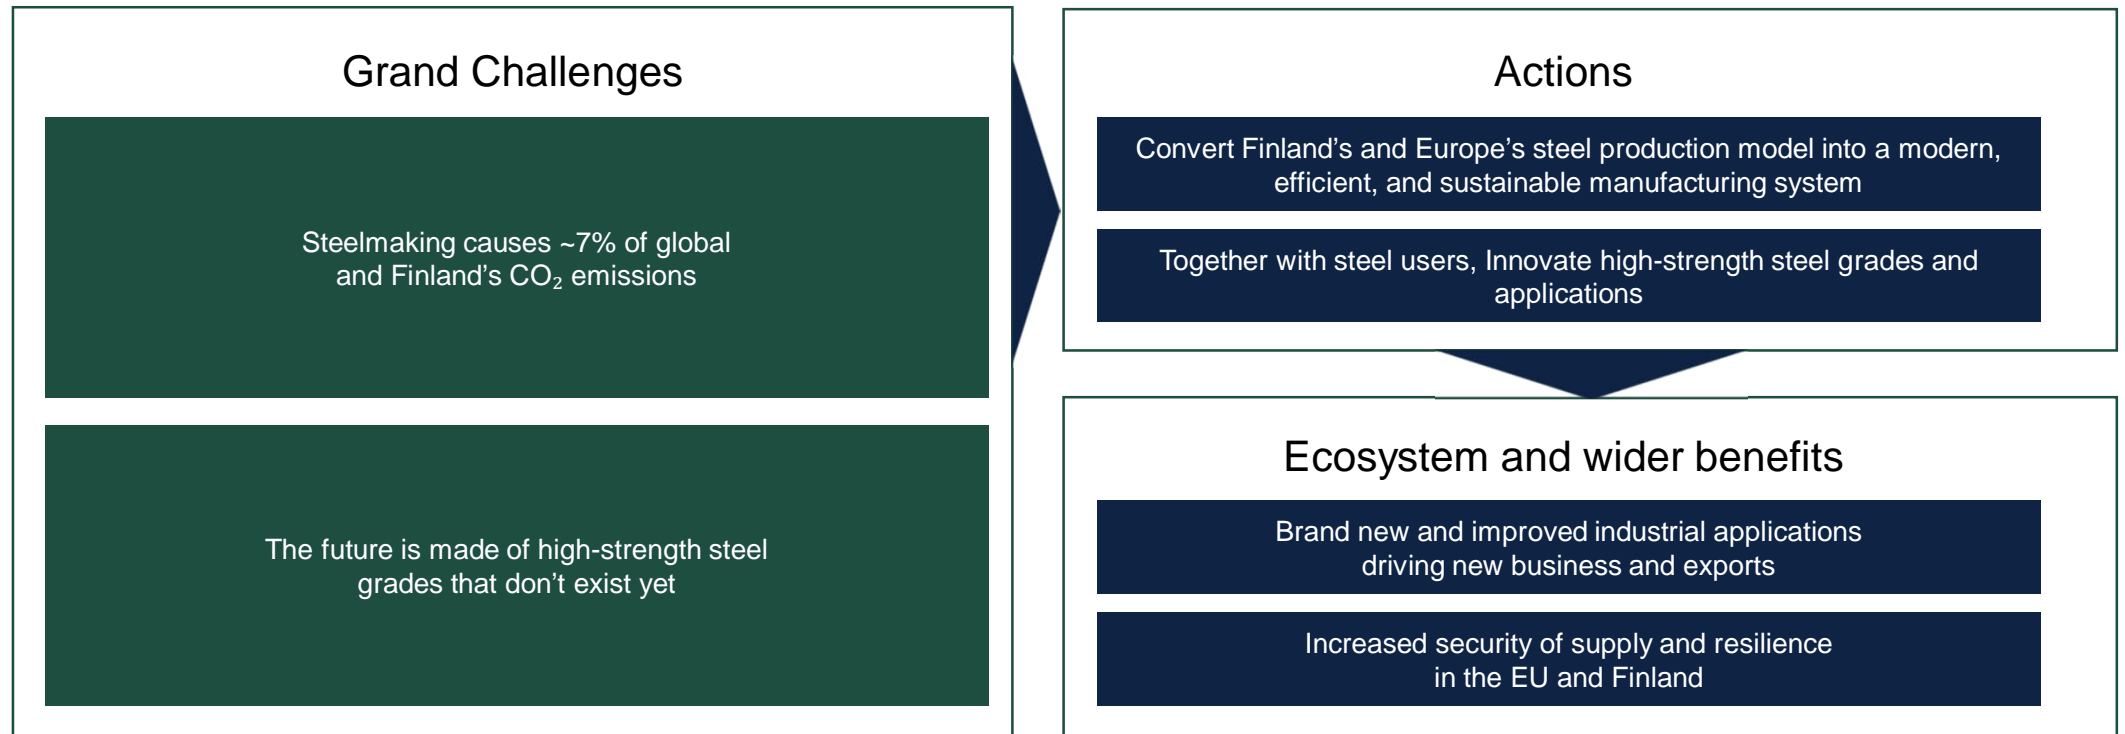 Grand Challenges
Steelmaking causes ~7% of global
and Finland’s CO₂ emissions
The future is made of high-strength steel
grades that don’t exist yet
Actions
Convert Finland’s and Europe’s steel production model into a modern,
efficient, and sustainable manufacturing system
Together with steel users, Innovate high-strength steel grades and
applications
Ecosystem and wider benefits
Brand new and improved industrial applications
driving new business and exports
Increased security of supply and resilience
in the EU and Finland